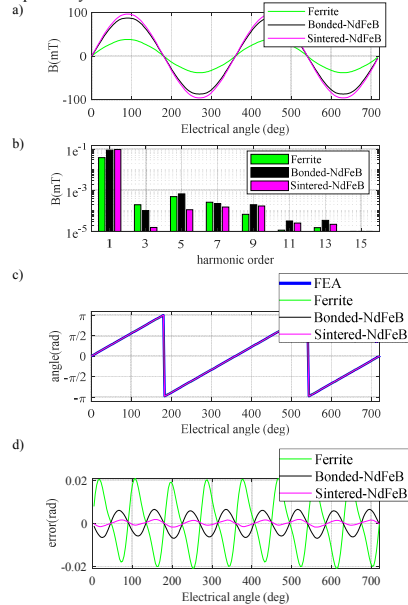 a)
B(mT)
100
0
-100
0 100 200 300 400 500 600 700
Electrical angle (deg)
Ferrite
Bonded-NdFeB
Sintered-NdFeB
b)
B(mT)
1e-1
1e-3
1e-5
1 3 5 7 9 11 13 15
harmonic order
Ferrite
Bonded-NdFeB
Sintered-NdFeB
c)
angle(rad)
π
π/2
0
-π/2
-π
0 100 200 300 400 500 600 700
Electrical angle (deg)
FEA
Ferrite
Bonded-NdFeB
Sintered-NdFeB
d)
error(rad)
0.02
0
-0.02
0 100 200 300 400 500 600 700
Electrical angle (deg)
Ferrite
Bonded-NdFeB
Sintered-NdFeB